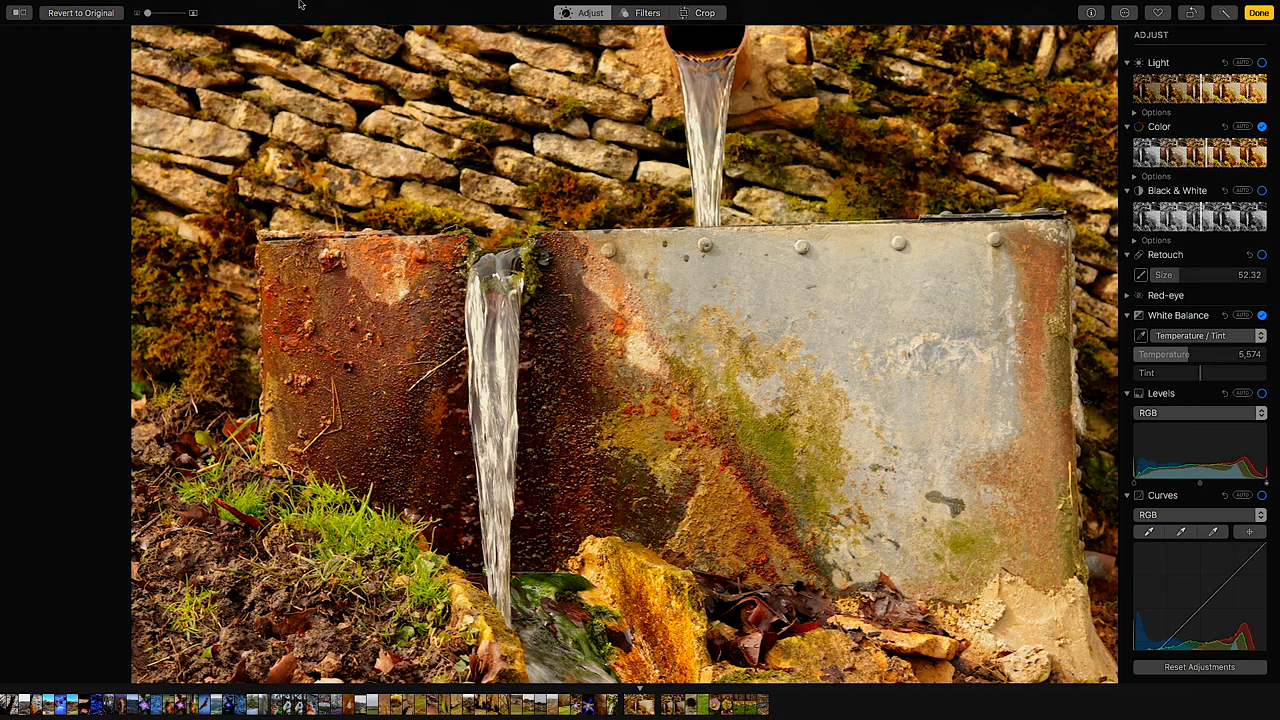 Revert to Original
Adjust
Filters
Crop
Done
ADJUST
Light
AUTO
Options
Color
AUTO
Options
Black & White
AUTO
Options
Retouch
AUTO
Size 52.32
Red-eye
White Balance
AUTO
Temperature / Tint
Temperature 5,574
Tint
Levels
AUTO
RGB
Curves
AUTO
RGB
Reset Adjustments